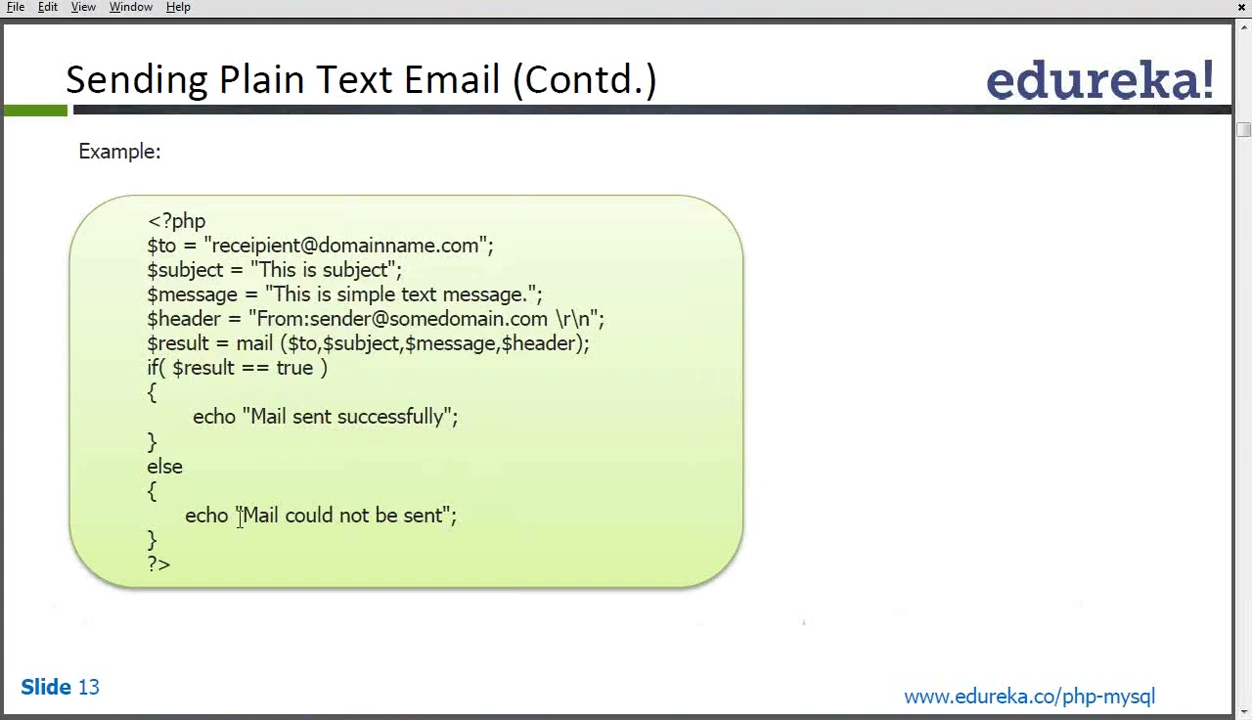 File Edit View Window Help
Sending Plain Text Email (Contd.)
edureka!
Example:
<?php
$to = "receipient@domainname.com";
$subject = "This is subject";
$message = "This is simple text message.";
$header = "From:sender@somedomain.com \r\n";
$result = mail ($to,$subject,$message,$header);
if( $result == true )
{
echo "Mail sent successfully";
}
else
{
echo "Mail could not be sent";
}
?>
Slide 13
www.edureka.co/php-mysql